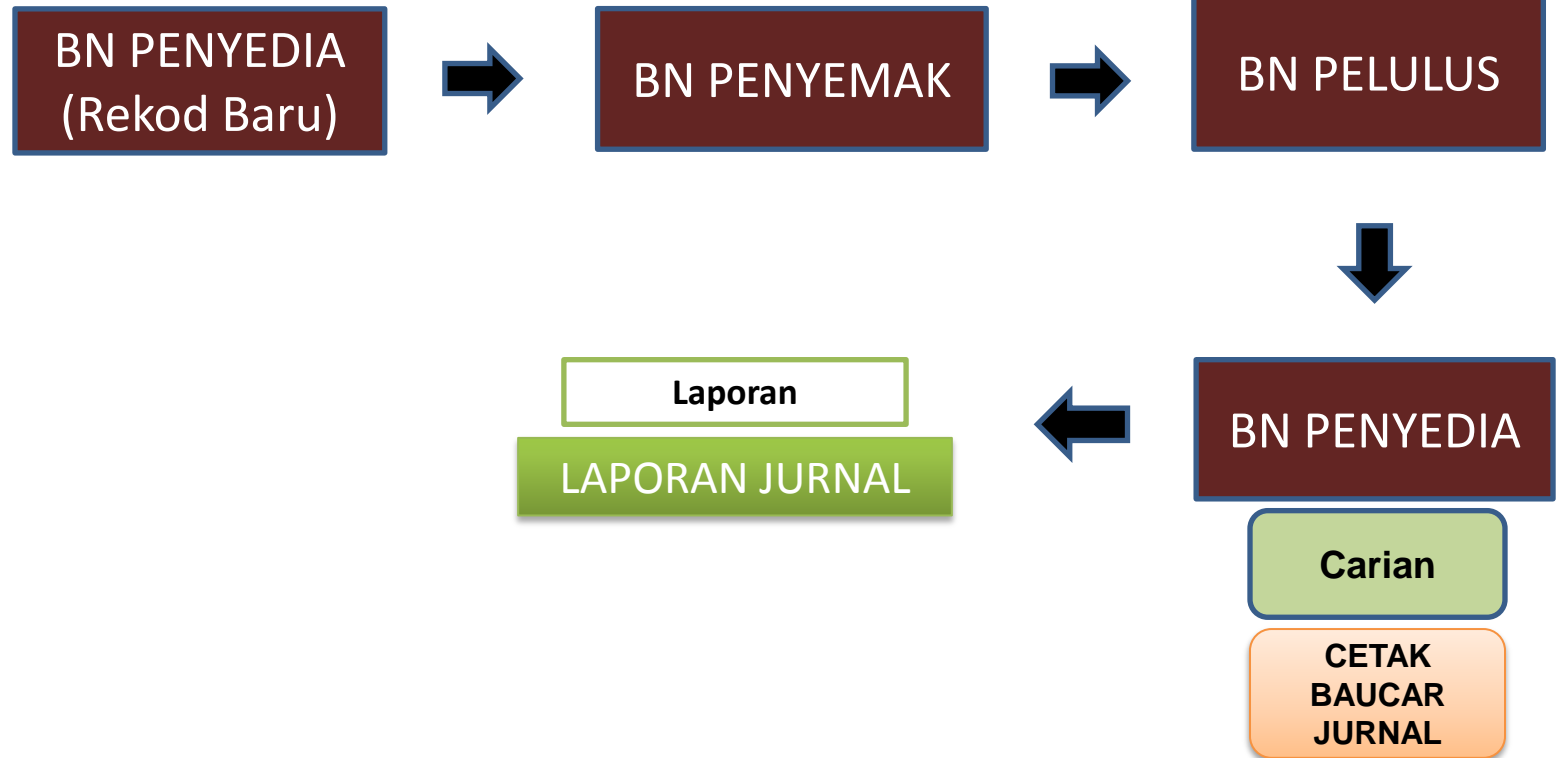 BN PENYEDIA
(Rekod Baru)
BN PENYEMAK
BN PELULUS
BN PENYEDIA
Carian
CETAK
BAUCAR
JURNAL
Laporan
LAPORAN JURNAL